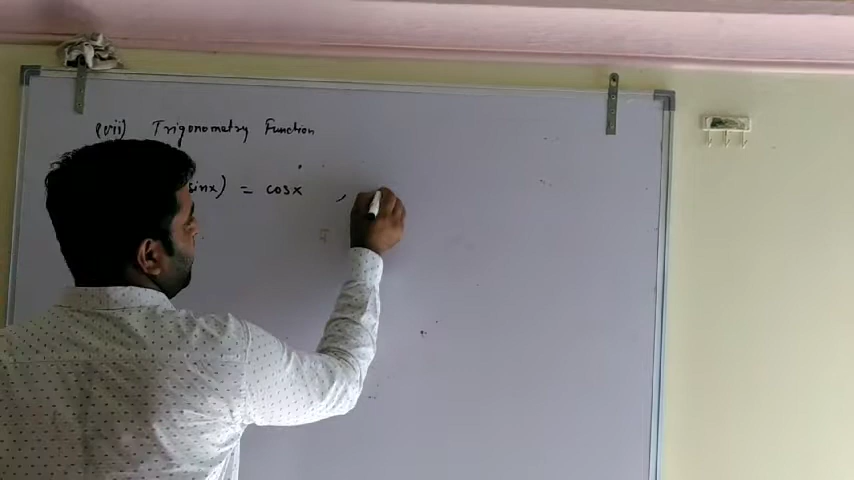 (vii) Trigonometry Function
sinx) = cosx ,